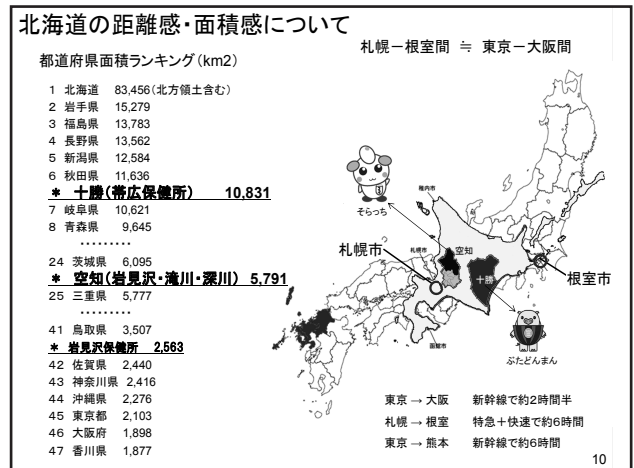 北海道の距離感・面積感について
札幌－根室間 ≒ 東京－大阪間
都道府県面積ランキング（km2）
1 北海道 83,456（北方領土含む）
2 岩手県 15,279
3 福島県 13,783
4 長野県 13,562
5 新潟県 12,584
6 秋田県 11,636
＊ 十勝（帯広保健所） 10,831
7 岐阜県 10,621
8 青森県 9,645
・・・・・・・・・
24 茨城県 6,095
＊ 空知（岩見沢・滝川・深川） 5,791
25 三重県 5,777
・・・・・・・・・
41 鳥取県 3,507
＊ 岩見沢保健所 2,563
42 佐賀県 2,440
43 神奈川県 2,416
44 沖縄県 2,276
45 東京都 2,103
46 大阪府 1,898
47 香川県 1,877
そらっち
稚内市
札幌市
札幌市
空知
十勝
根室市
函館市
ぶたどんまん
東京 → 大阪 新幹線で約2時間半
札幌 → 根室 特急＋快速で約6時間
東京 → 熊本 新幹線で約6時間
10